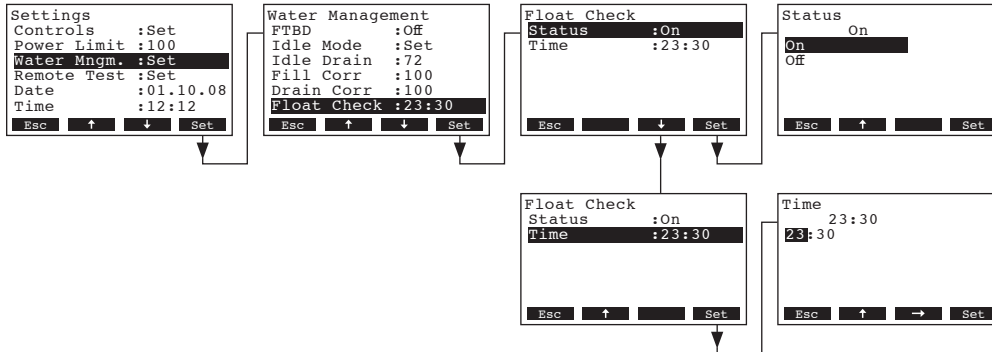 Settings
Controls :Set
Power Limit :100
Water Mngm. :Set
Remote Test :Set
Date :01.10.08
Time :12:12
Esc ↑ ↓ Set
Water Management
FTBD :Off
Idle Mode :Set
Idle Drain :72
Fill Corr :100
Drain Corr :100
Float Check :23:30
Esc ↑ ↓ Set
Float Check
Status :On
Time :23:30
Esc ↓ Set
Status
On
On
Off
Esc ↑ Set
Float Check
Status :On
Time :23:30
Esc ↑ Set
Time
23:30
23:30
Esc ↑ → Set